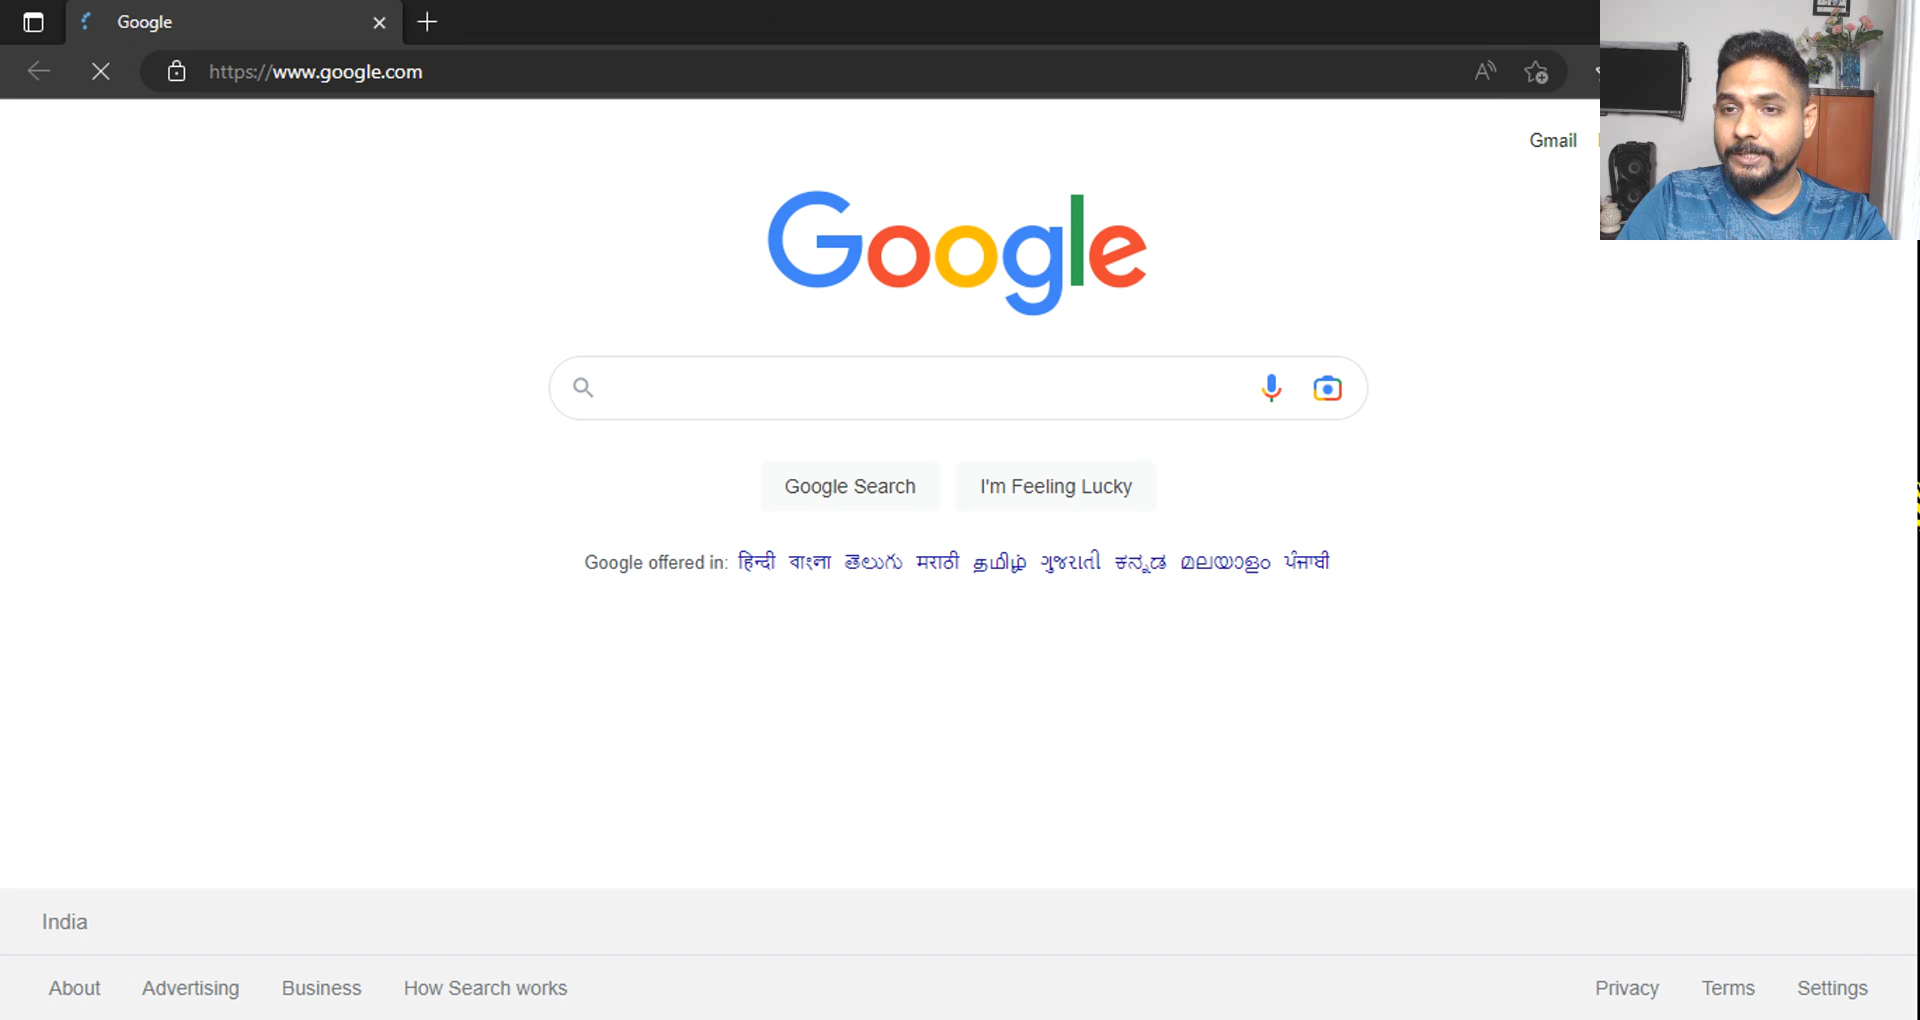 Google
https://www.google.com
Gmail
Google
Google Search
I'm Feeling Lucky
Google offered in: हिन्दी বাংলা తెలుగు मराठी தமிழ் ગુજરાતી ಕನ್ನಡ മലയാളം ਪੰਜਾਬੀ
India
About Advertising Business How Search works Privacy Terms Settings